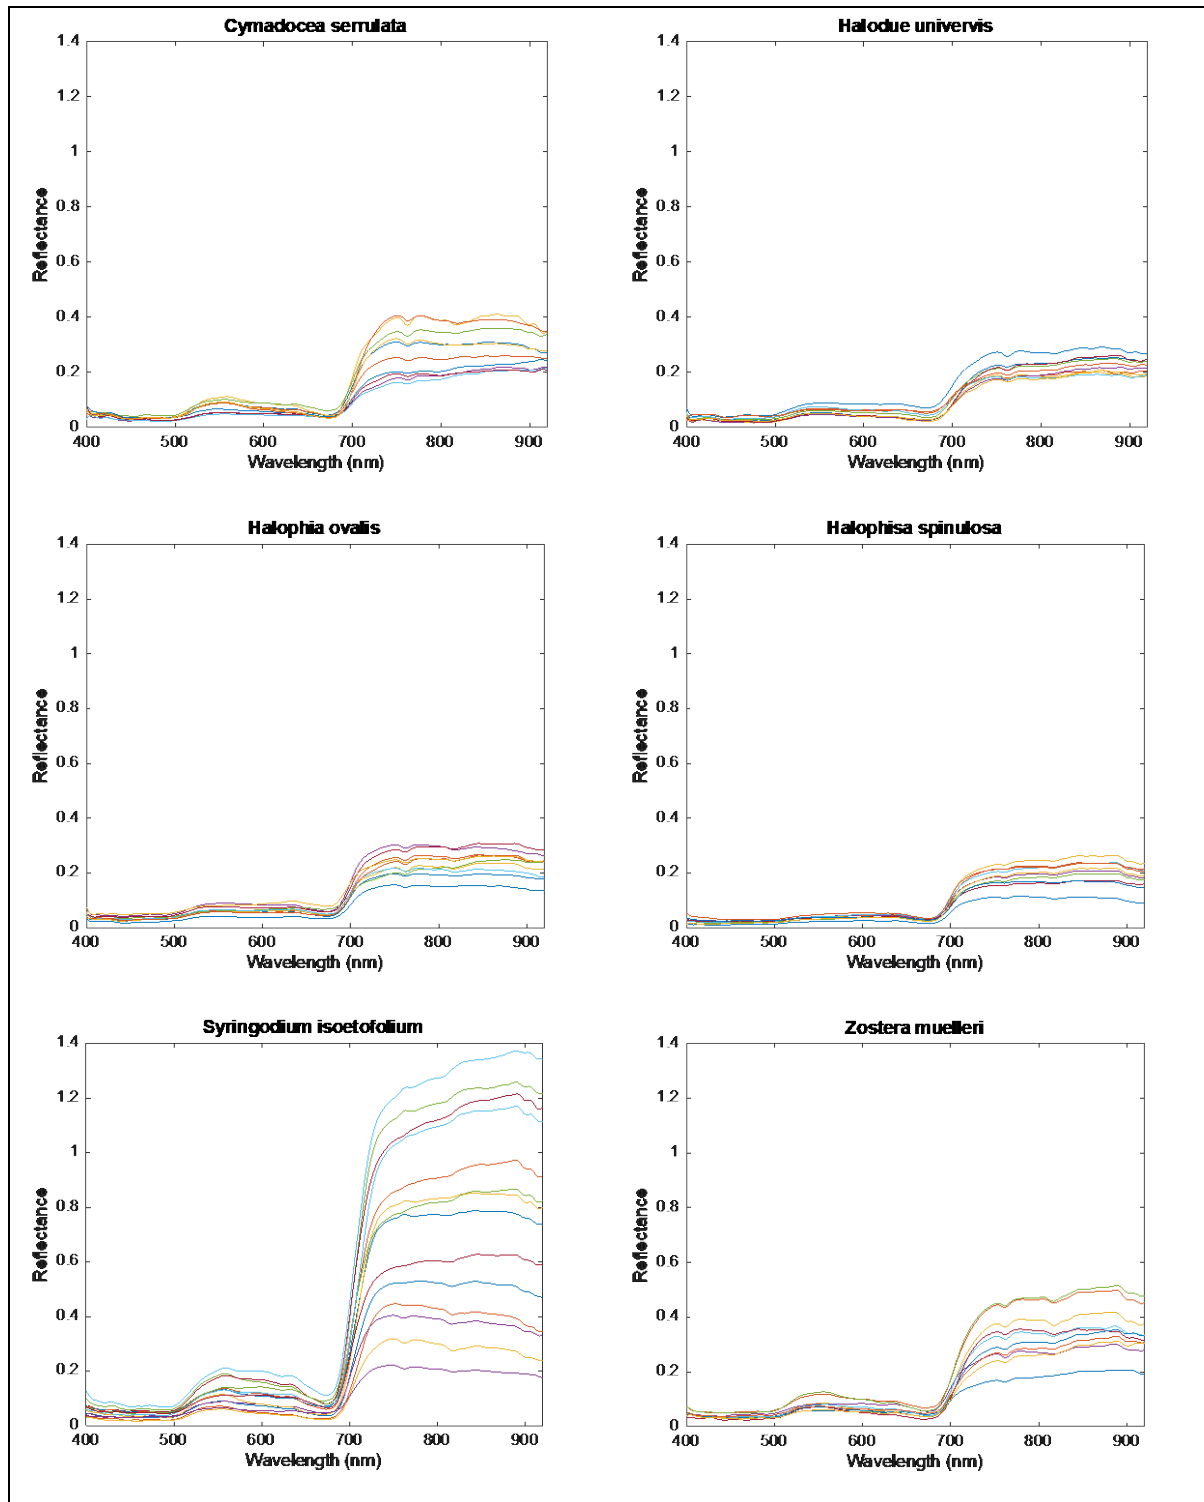 Cymadocea serrulata
1.4
1.2
1
0.8
0.6
0.4
0.2
0
Reflectance
400 500 600 700 800 900
Wavelength (nm)
Halodue univervis
1.4
1.2
1
0.8
0.6
0.4
0.2
0
Reflectance
400 500 600 700 800 900
Wavelength (nm)
Halophia ovalis
1.4
1.2
1
0.8
0.6
0.4
0.2
0
Reflectance
400 500 600 700 800 900
Wavelength (nm)
Halophisa spinulosa
1.4
1.2
1
0.8
0.6
0.4
0.2
0
Reflectance
400 500 600 700 800 900
Wavelength (nm)
Syringodium isoetofolium
1.4
1.2
1
0.8
0.6
0.4
0.2
0
Reflectance
400 500 600 700 800 900
Wavelength (nm)
Zostera muelleri
1.4
1.2
1
0.8
0.6
0.4
0.2
0
Reflectance
400 500 600 700 800 900
Wavelength (nm)